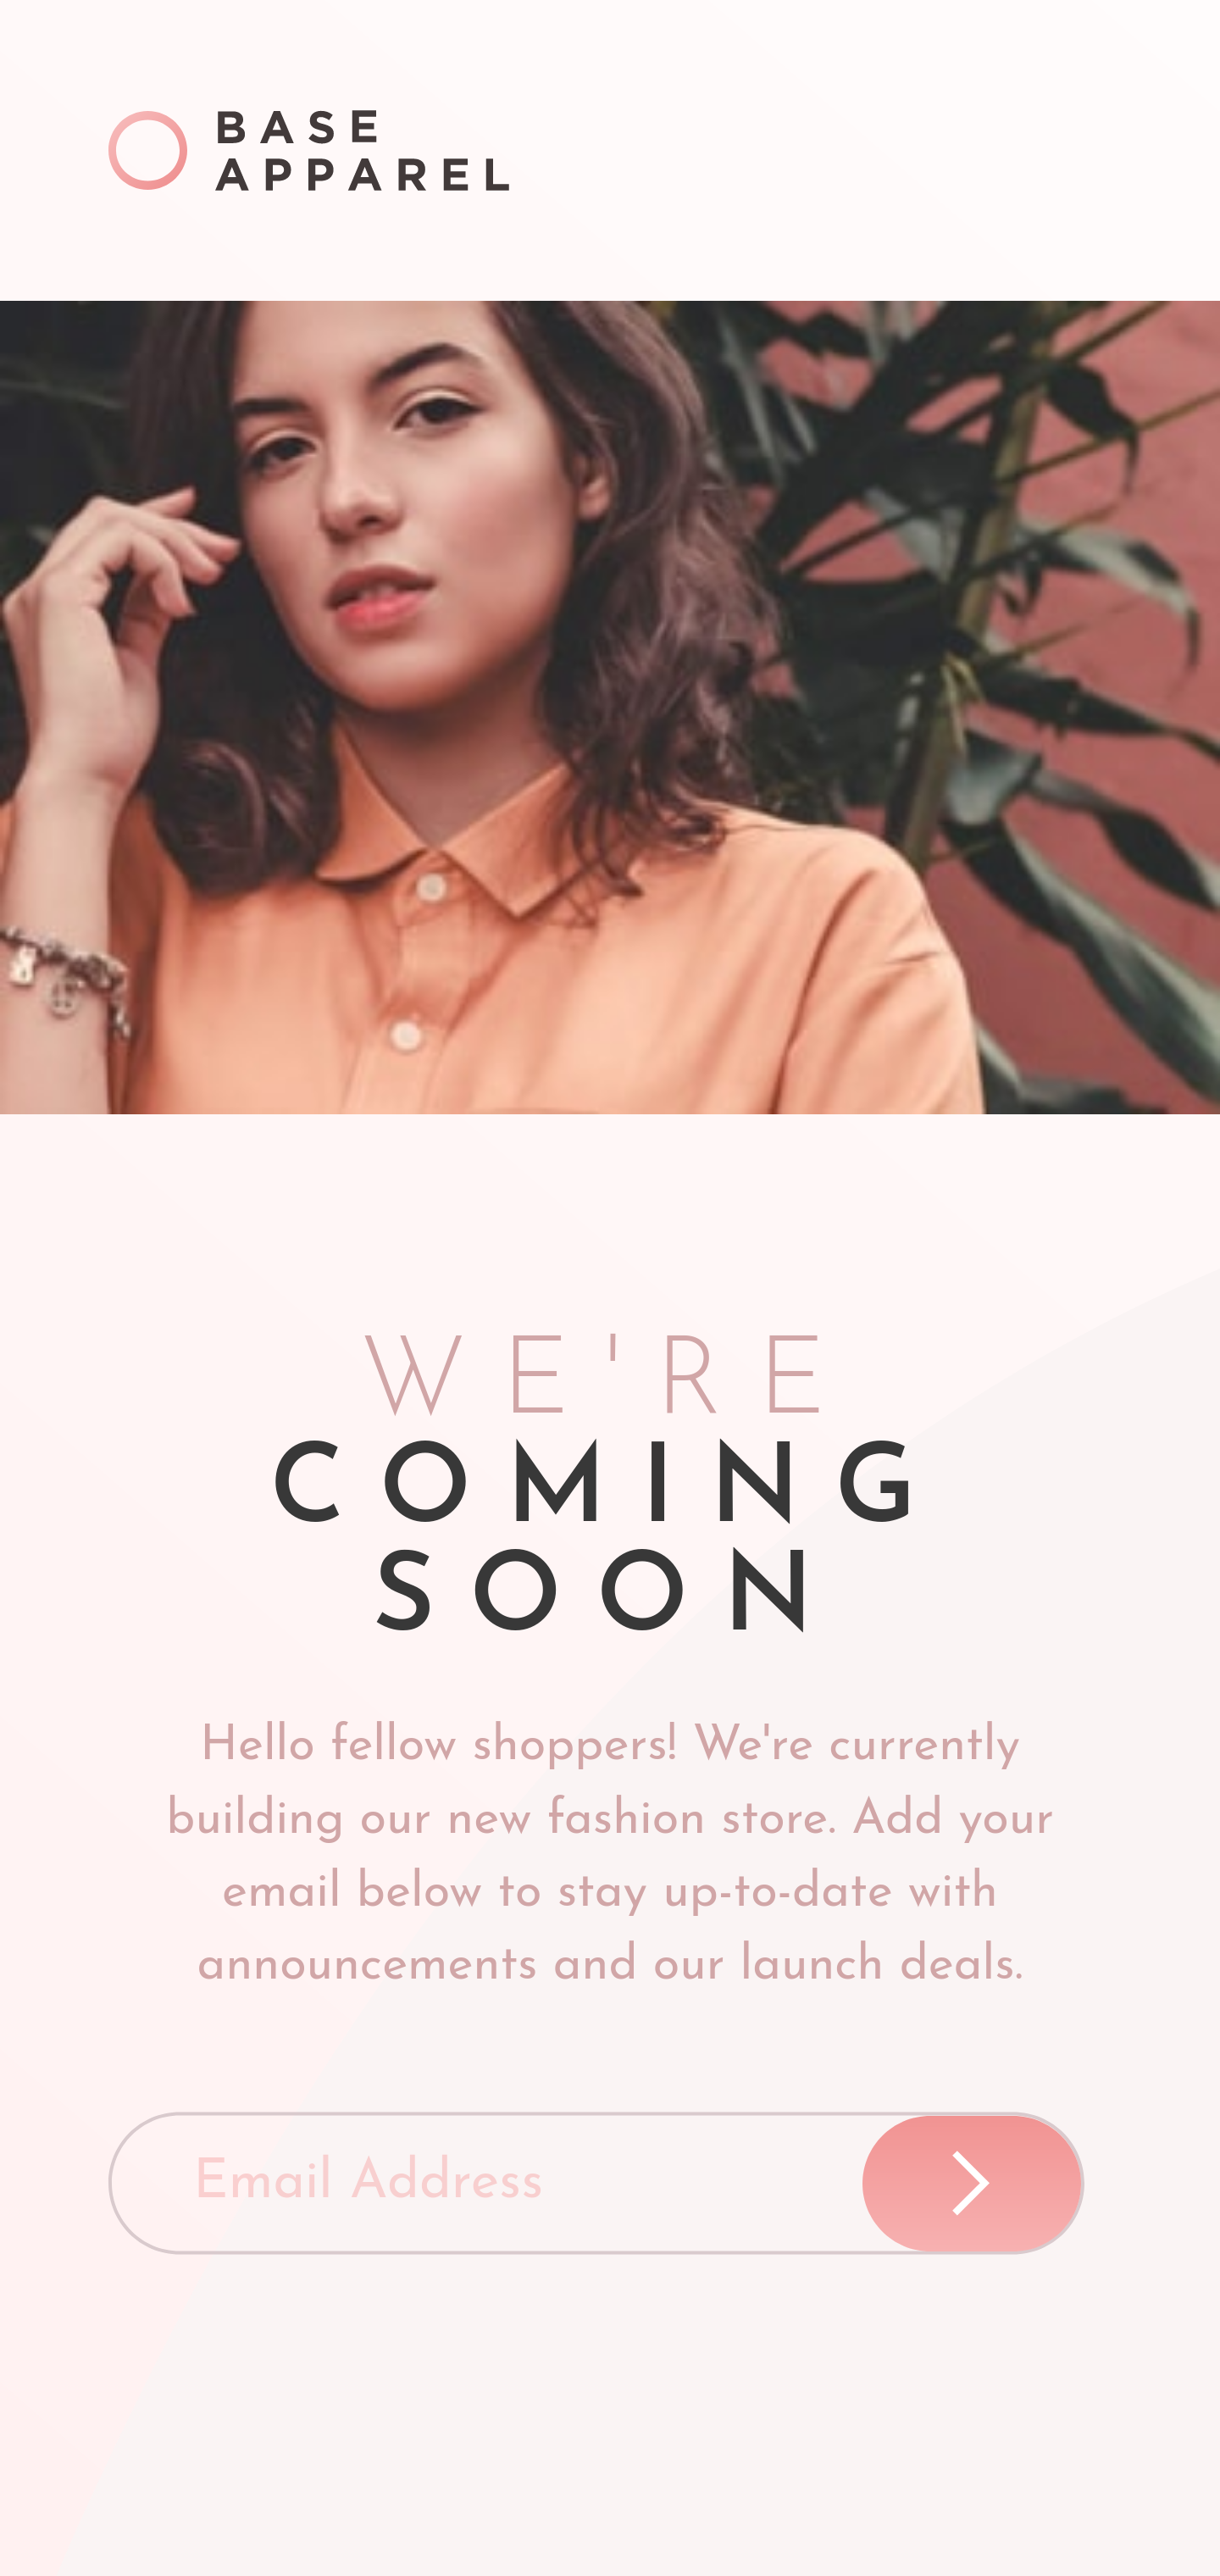 BASE
APPAREL
WE'RE
COMING
SOON
Hello fellow shoppers! We're currently
building our new fashion store. Add your
email below to stay up-to-date with
announcements and our launch deals.
Email Address